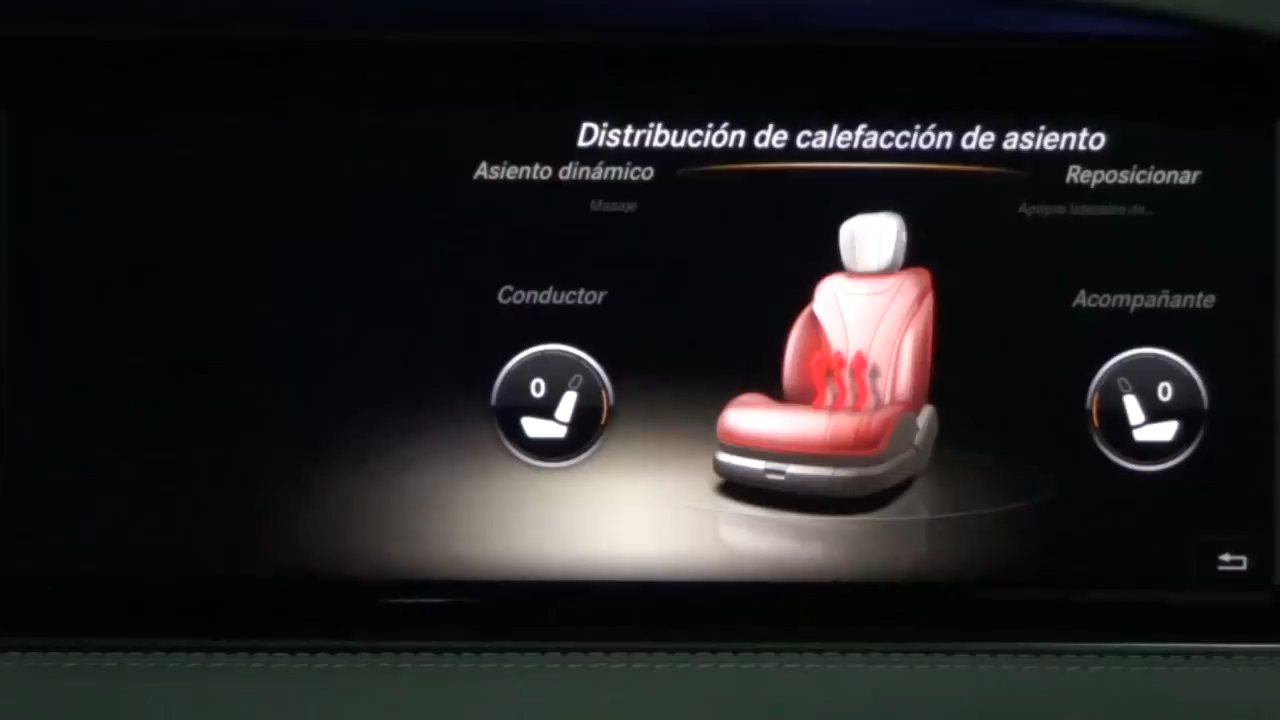 Distribución de calefacción de asiento
Asiento dinámico
Reposicionar
Masaje
Conductor
Acompañante
0
0